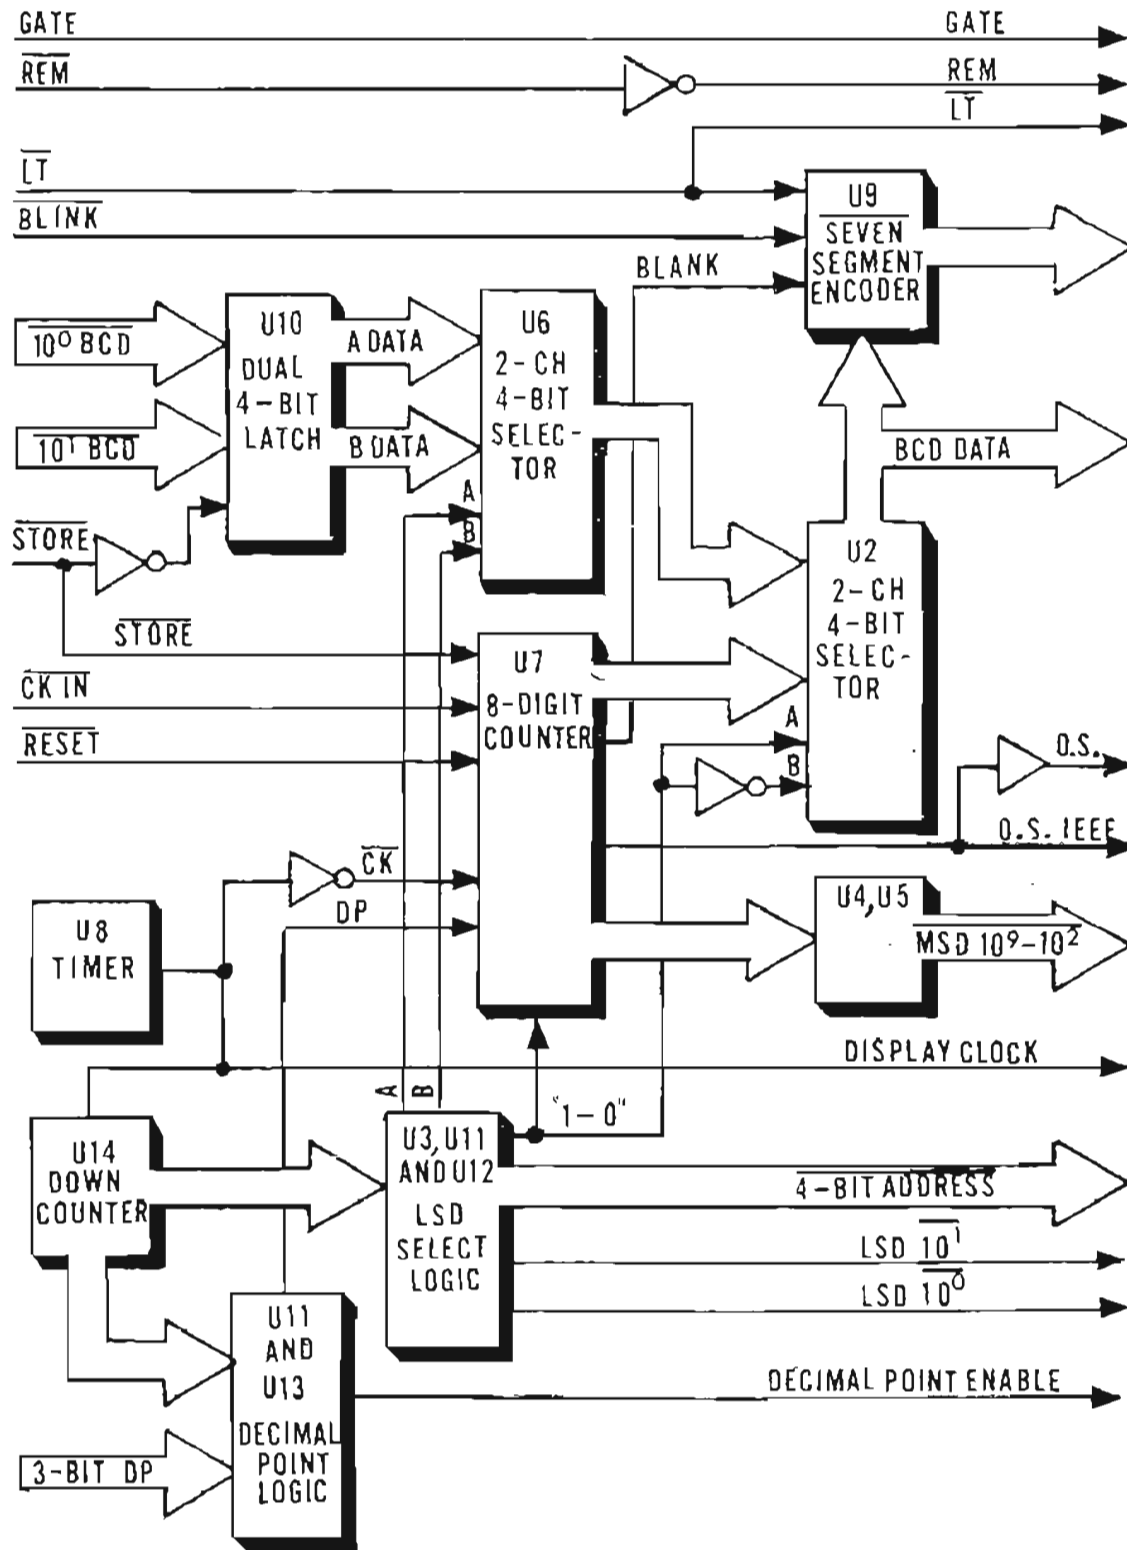 GATE GATE
REM REM
LT
LT
BLINK
U9
SEVEN
SEGMENT
ENCODER
BLANK
10⁰ BCD
10¹ BCD
U10
DUAL
4-BIT
LATCH
A DATA
B DATA
U6
2-CH
4-BIT
SELEC-
TOR
A
B
BCD DATA
STORE
STORE
U2
2-CH
4-BIT
SELEC-
TOR
A
B
CK IN
RESET
U7
8-DIGIT
COUNTER
CK
DP
O.S.
O.S. IEEE
U4,U5
MSD 10⁹-10²
U8
TIMER
DISPLAY CLOCK
A
B
"1-0"
U14
DOWN
COUNTER
U3,U11
AND U12
LSD
SELECT
LOGIC
4-BIT ADDRESS
LSD 10¹
LSD 10⁰
U11
AND
U13
DECIMAL
POINT
LOGIC
DECIMAL POINT ENABLE
3-BIT DP